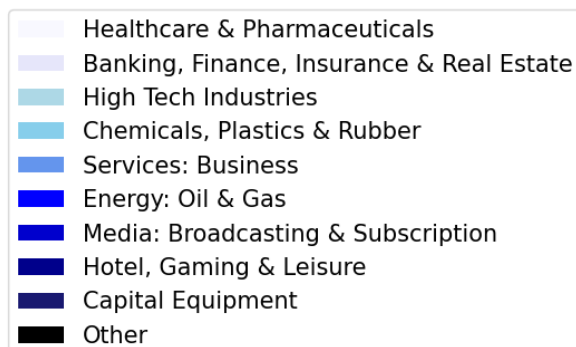 Healthcare & Pharmaceuticals
Banking, Finance, Insurance & Real Estate
High Tech Industries
Chemicals, Plastics & Rubber
Services: Business
Energy: Oil & Gas
Media: Broadcasting & Subscription
Hotel, Gaming & Leisure
Capital Equipment
Other